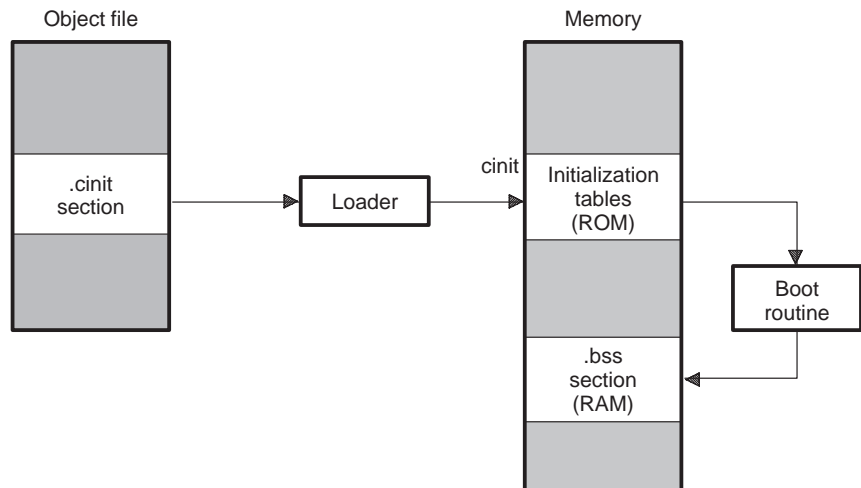 Object file
Memory
.cinit
section
Loader
cinit
Initialization
tables
(ROM)
Boot
routine
.bss
section
(RAM)